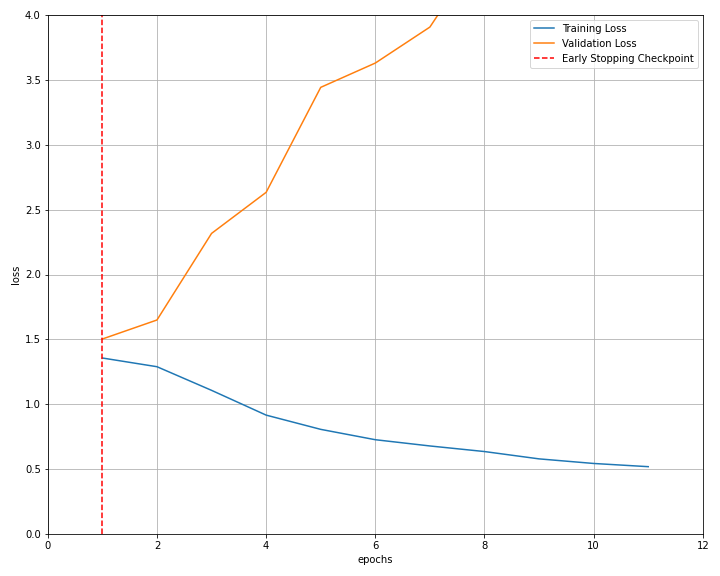 Training Loss
Validation Loss
Early Stopping Checkpoint
4.0
3.5
3.0
2.5
2.0
1.5
1.0
0.5
0.0
loss
0 2 4 6 8 10 12
epochs